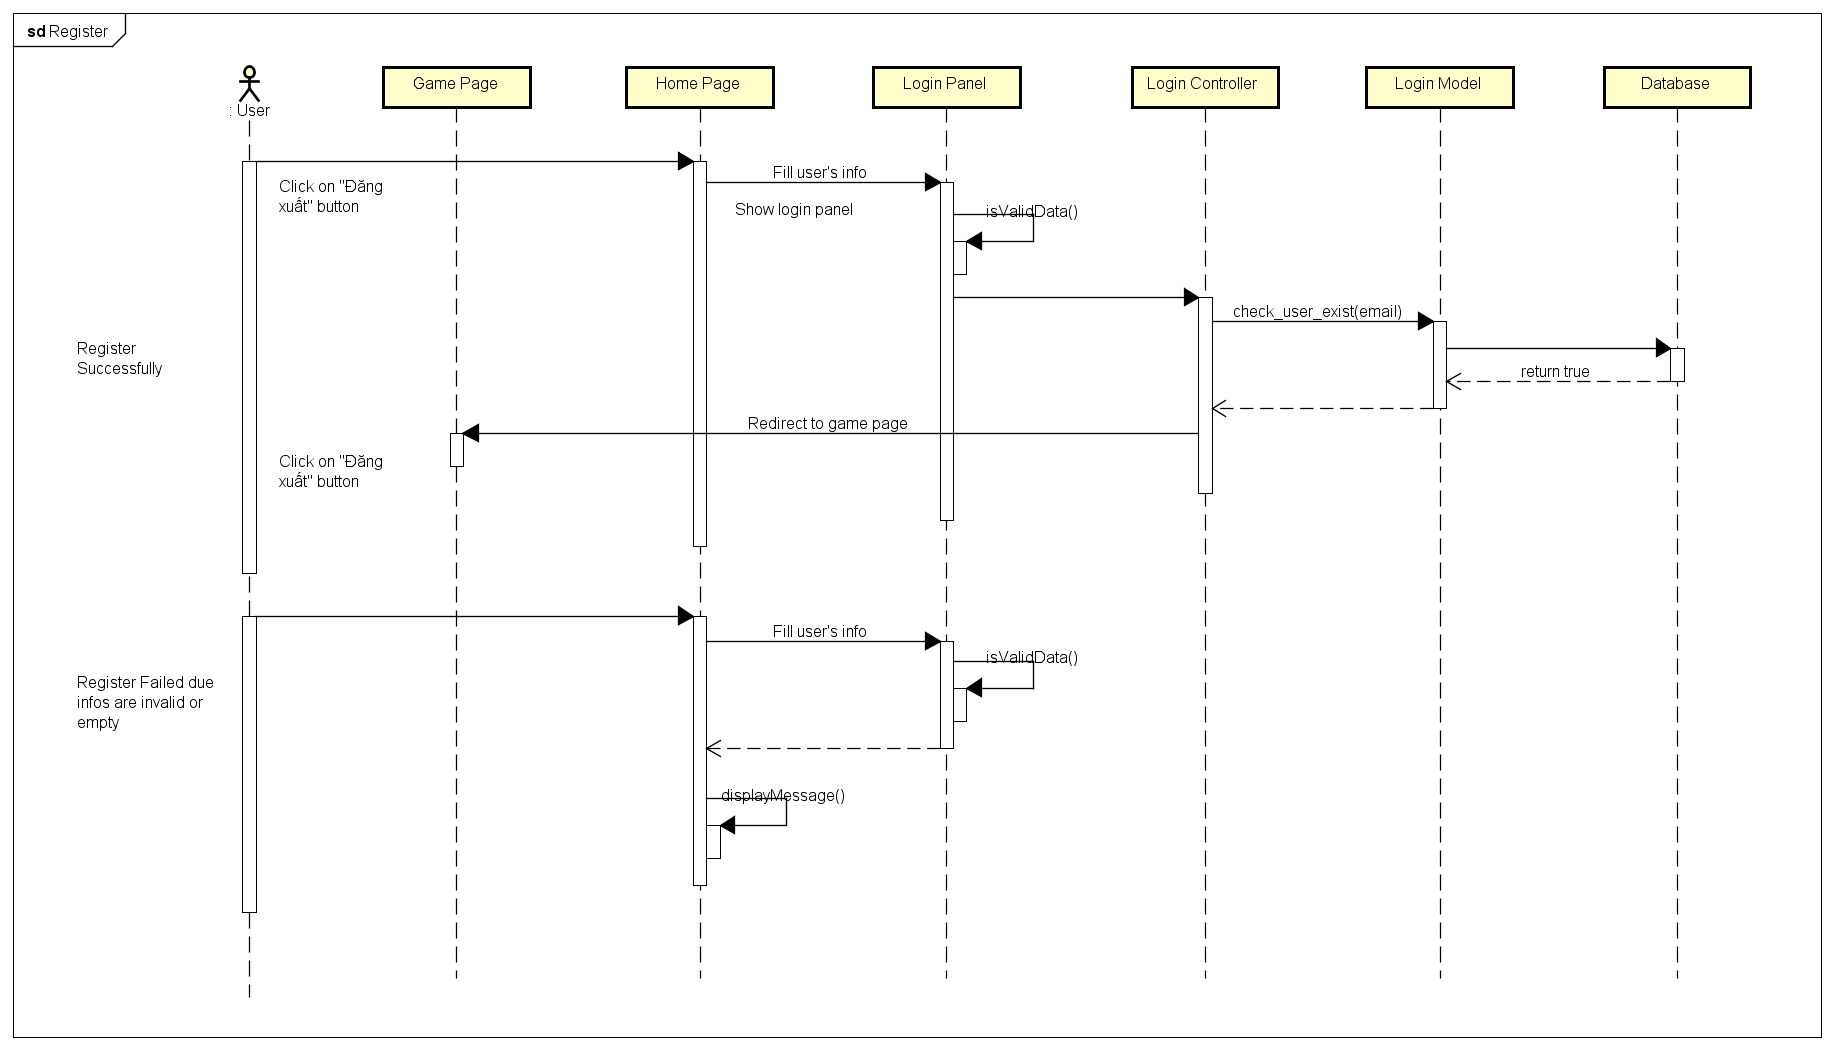 sd Register
: User
Game Page
Home Page
Login Panel
Login Controller
Login Model
Database
Click on "Đăng
xuất" button
Fill user's info
Show login panel
isValidData()
check_user_exist(email)
Register
Successfully
return true
Redirect to game page
Click on "Đăng
xuất" button
Fill user's info
isValidData()
Register Failed due
infos are invalid or
empty
displayMessage()